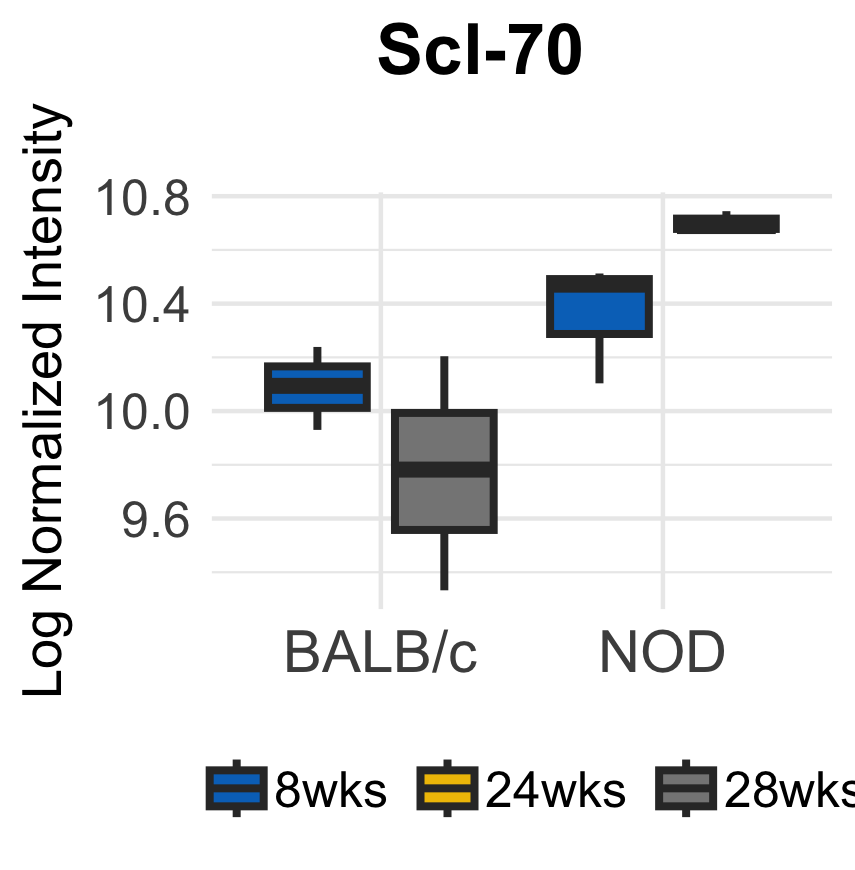 Scl-70
Log Normalized Intensity
10.8
10.4
10.0
9.6
BALB/c NOD
8wks 24wks 28wks